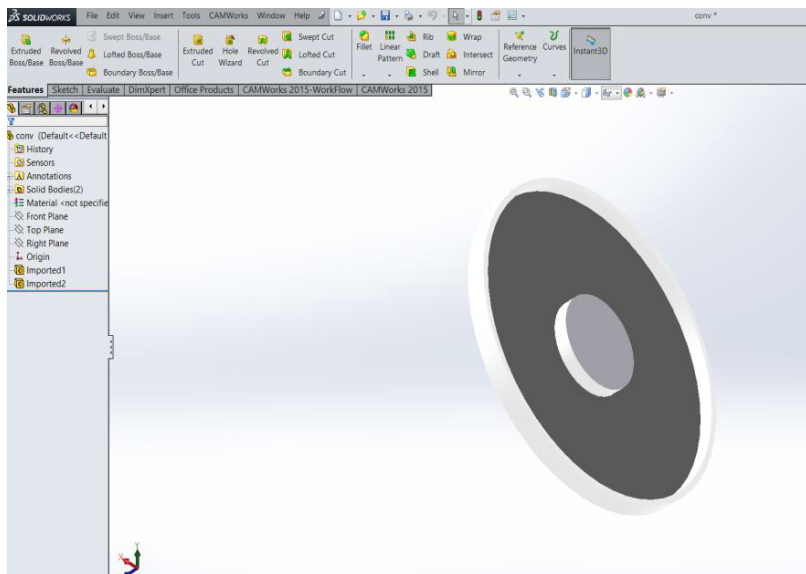 SOLIDWORKS File Edit View Insert Tools CAMWorks Window Help conv *
Extruded Boss/Base
Revolved Boss/Base
Swept Boss/Base
Lofted Boss/Base
Boundary Boss/Base
Extruded Cut
Hole Wizard
Revolved Cut
Swept Cut
Lofted Cut
Boundary Cut
Fillet
Linear Pattern
Rib
Draft
Shell
Wrap
Intersect
Mirror
Reference Geometry
Curves
Instant3D
Features Sketch Evaluate DimXpert Office Products CAMWorks 2015-WorkFlow CAMWorks 2015
conv (Default<<Default
History
Sensors
Annotations
Solid Bodies(2)
Material <not specifie
Front Plane
Top Plane
Right Plane
Origin
Imported1
Imported2